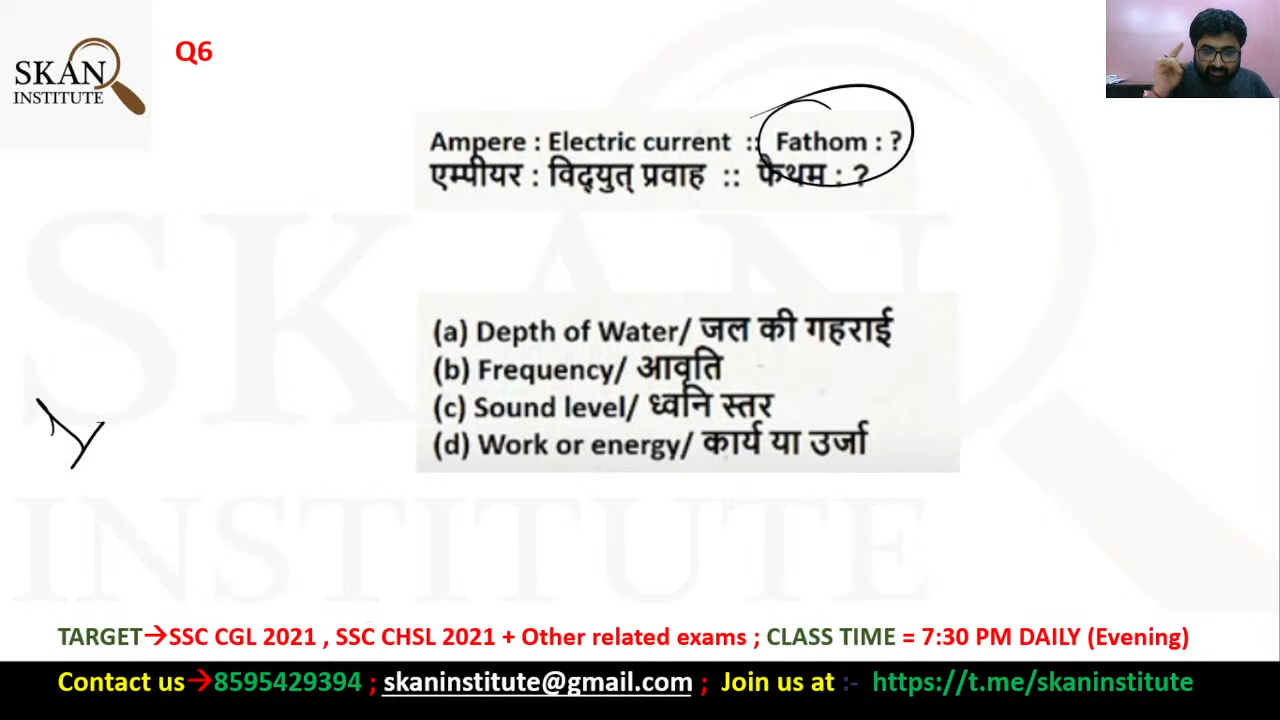 SKAN
INSTITUTE
Q6
Ampere : Electric current :: Fathom : ?
एम्पीयर : विद्युत् प्रवाह :: फैथम : ?
(a) Depth of Water/ जल की गहराई
(b) Frequency/ आवृति
(c) Sound level/ ध्वनि स्तर
(d) Work or energy/ कार्य या उर्जा
SKAN
INSTITUTE
TARGET→SSC CGL 2021 , SSC CHSL 2021 + Other related exams ; CLASS TIME = 7:30 PM DAILY (Evening)
Contact us→8595429394 ; skaninstitute@gmail.com ; Join us at :- https://t.me/skaninstitute